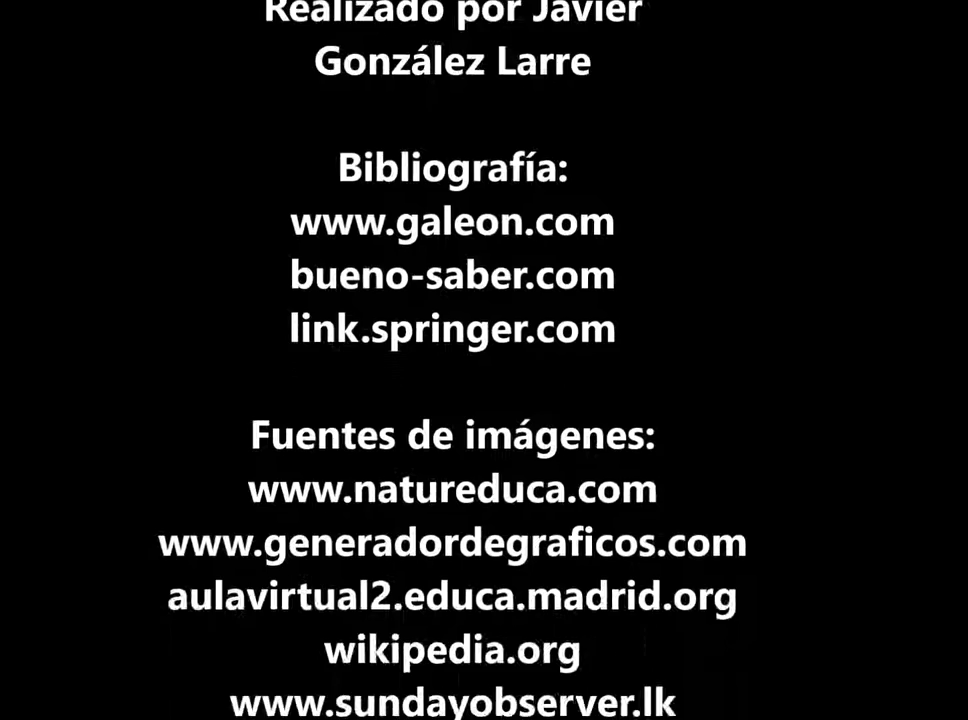 Realizado por Javier
González Larre
Bibliografía:
www.galeon.com
bueno-saber.com
link.springer.com
Fuentes de imágenes:
www.natureduca.com
www.generadordegraficos.com
aulavirtual2.educa.madrid.org
wikipedia.org
www.sundayobserver.lk